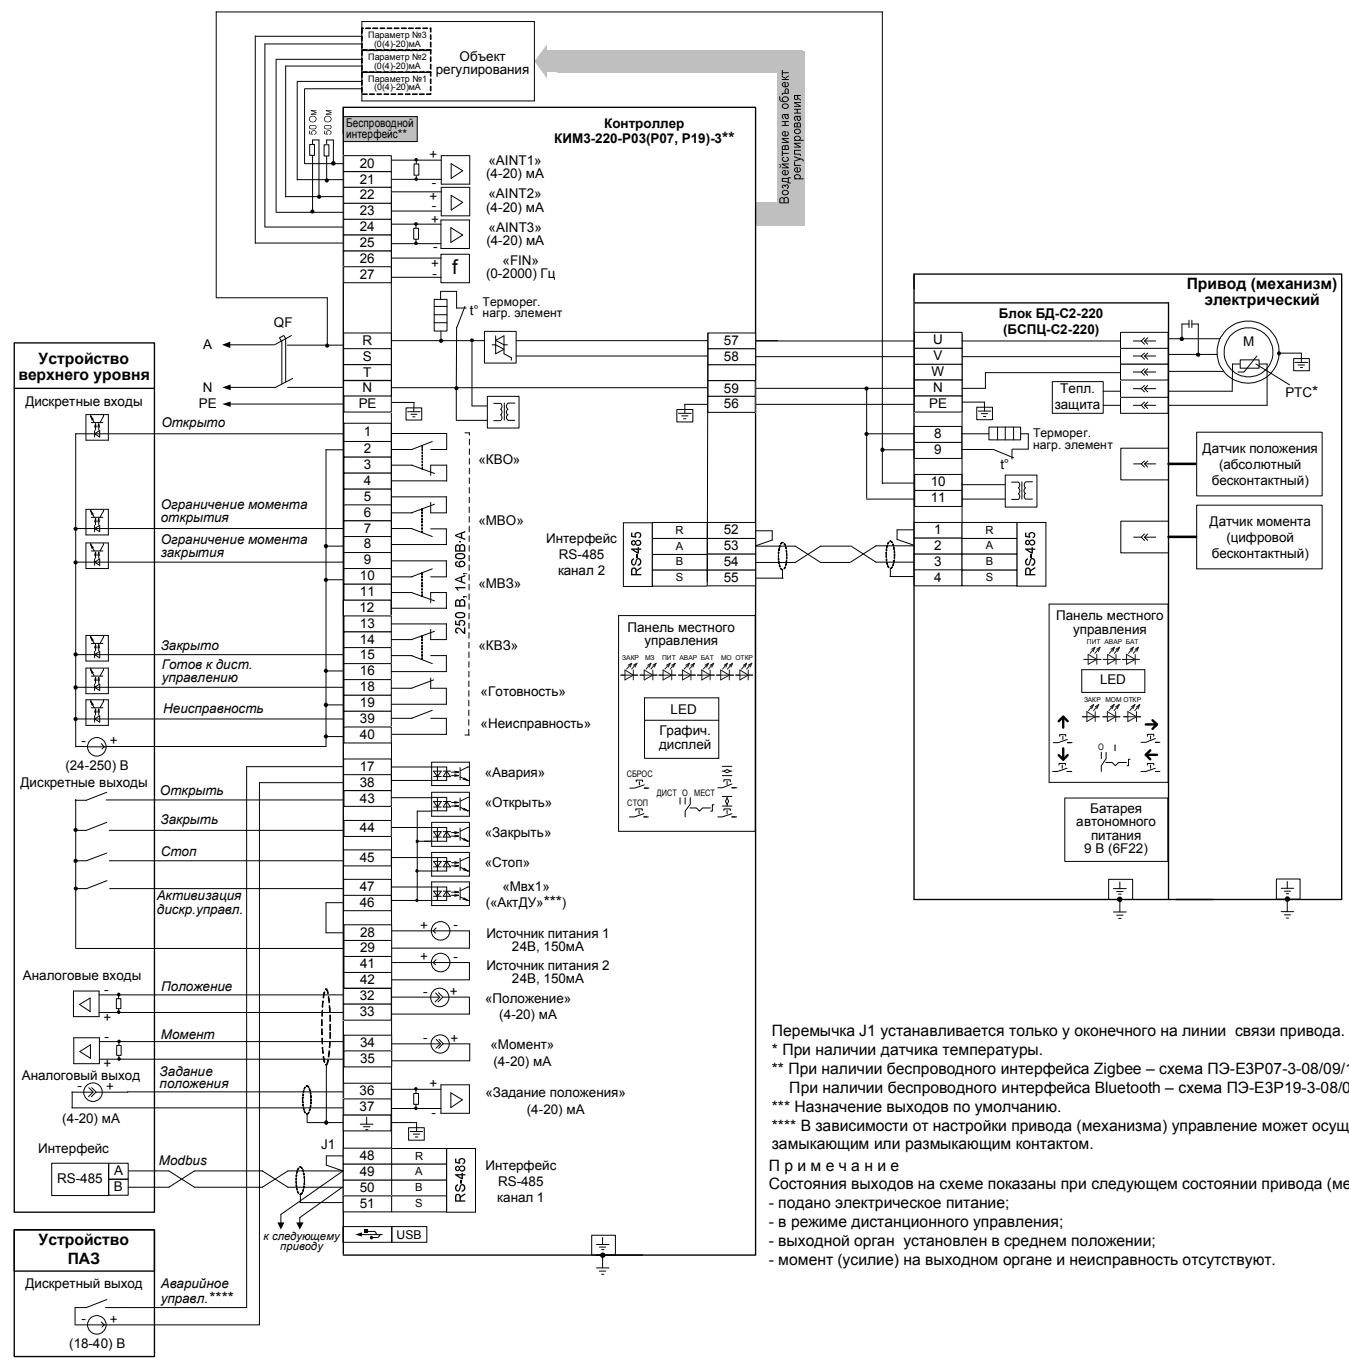 Параметр №3
(0(4)-20)мА
Параметр №2
(0(4)-20)мА
Параметр №1
(0(4)-20)мА
Объект
регулирования
Воздействие на объект
регулирования
50 Ом
50 Ом
Беспроводной
интерфейс**
Контроллер
КИМ3-220-Р03(Р07, Р19)-3**
20
21
22
23
24
25
26
27
+
-
«AINT1»
(4-20) мА
+
-
«AINT2»
(4-20) мА
+
-
«AINT3»
(4-20) мА
+
-
f
«FIN»
(0-2000) Гц
t°
Терморег.
нагр. элемент
QF
A
N
PE
R
S
T
N
PE
57
58
59
56
Устройство
верхнего уровня
Дискретные входы
Открыто
Ограничение момента
открытия
Ограничение момента
закрытия
Закрыто
Готов к дист.
управлению
Неисправность
- +
(24-250) В
1
2
3
4
5
6
7
8
9
10
11
12
13
14
15
16
18
19
39
40
«КВО»
«МВО»
«МВЗ»
«КВЗ»
250 В, 1А, 60В·А
«Готовность»
«Неисправность»
Дискретные выходы
Открыть
Закрыть
Стоп
Активизация
дискр.управл.
17
38
43
44
45
47
46
«Авария»
«Открыть»
«Закрыть»
«Стоп»
«Мвх1»
(«АктДУ»***)
28
29
41
42
32
33
34
35
36
37
+ -
Источник питания 1
24В, 150мА
+ -
Источник питания 2
24В, 150мА
- +
«Положение»
(4-20) мА
- +
«Момент»
(4-20) мА
+
-
«Задание положения»
(4-20) мА
Аналоговые входы
-
+
Положение
-
+
Момент
Аналоговый выход
- +
(4-20) мА
Задание
положения
Интерфейс
RS-485
A
B
Modbus
J1
48
49
50
51
R
A
B
S
RS-485
Интерфейс
RS-485
канал 1
к следующему
приводу
USB
Устройство
ПАЗ
Дискретный выход
- +
(18-40) В
Аварийное
управл.****
Интерфейс
RS-485
канал 2
RS-485
R
A
B
S
52
53
54
55
Панель местного
управления
ЗАКР МЗ ПИТ АВАР БАТ МО ОТКР
LED
Графич.
дисплей
СБРОС
СТОП
ДИСТ О МЕСТ
Привод (механизм)
электрический
Блок БД-С2-220
(БСПЦ-С2-220)
U
V
W
N
PE
8
9
10
11
Тепл.
защита
M
РТС*
Терморег.
нагр. элемент
t°
Датчик положения
(абсолютный
бесконтактный)
Датчик момента
(цифровой
бесконтактный)
1
2
3
4
R
A
B
S
RS-485
Панель местного
управления
ПИТ АВАР БАТ
LED
ЗАКР МОМ ОТКР
О I
Батарея
автономного
питания
9 В (6F22)
Перемычка J1 устанавливается только у оконечного на линии связи привода.
* При наличии датчика температуры.
** При наличии беспроводного интерфейса Zigbee – схема ПЭ-Е3Р07-3-08/09/1
При наличии беспроводного интерфейса Bluetooth – схема ПЭ-Е3Р19-3-08/0
*** Назначение выходов по умолчанию.
**** В зависимости от настройки привода (механизма) управление может осущ
замыкающим или размыкающим контактом.
П р и м е ч а н и е
Состояния выходов на схеме показаны при следующем состоянии привода (ме
- подано электрическое питание;
- в режиме дистанционного управления;
- выходной орган установлен в среднем положении;
- момент (усилие) на выходном органе и неисправность отсутствуют.